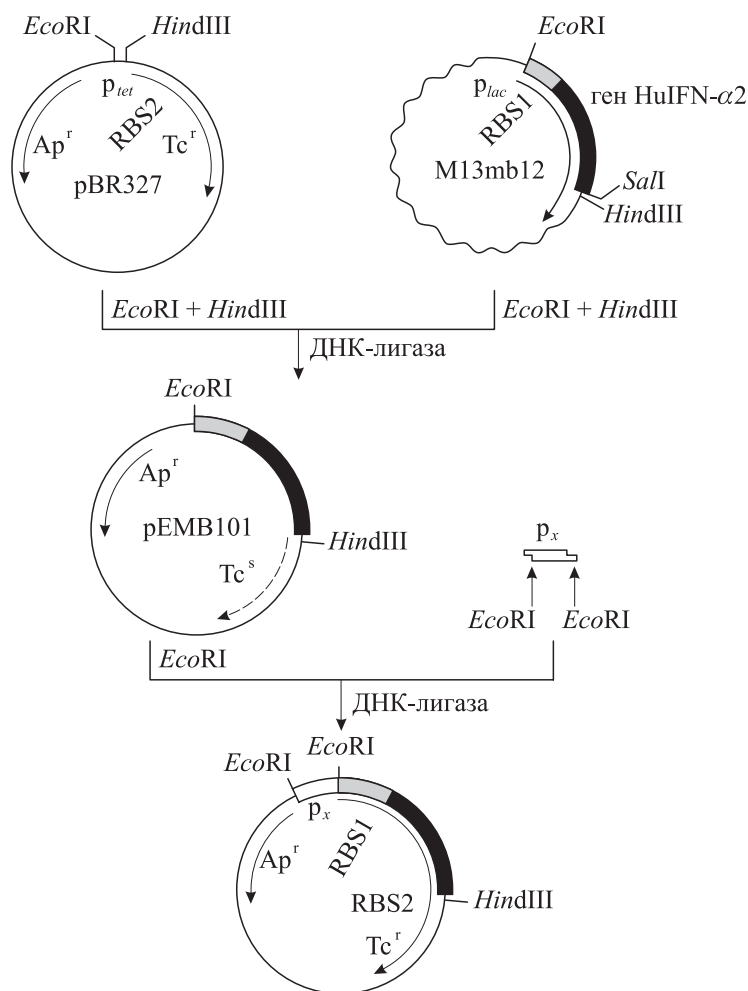 EcoRI HindIII
p_tet
RBS2
Ap^r
Tc^r
pBR327
EcoRI
p_lac
RBS1
ген HuIFN-α2
M13mb12
SalI
HindIII
EcoRI + HindIII
EcoRI + HindIII
ДНК-лигаза
EcoRI
Ap^r
pEMB101
HindIII
Tc^s
p_x
EcoRI EcoRI
EcoRI
ДНК-лигаза
EcoRI
EcoRI
p_x
RBS1
Ap^r
RBS2
HindIII
Tc^r